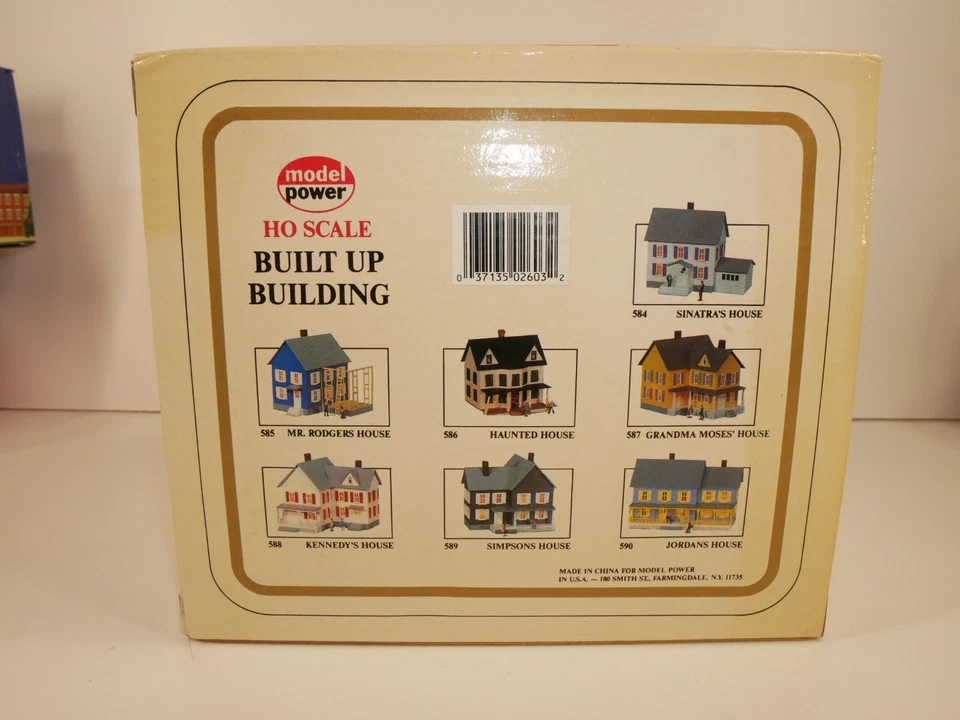 model
power
HO SCALE
BUILT UP
BUILDING
0 37135 02603 2
584 SINATRA'S HOUSE
585 MR. RODGERS HOUSE
586 HAUNTED HOUSE
587 GRANDMA MOSES' HOUSE
588 KENNEDY'S HOUSE
589 SIMPSONS HOUSE
590 JORDANS HOUSE
MADE IN CHINA FOR MODEL POWER
IN U.S.A. — 180 SMITH ST., FARMINGDALE, N.Y. 11735